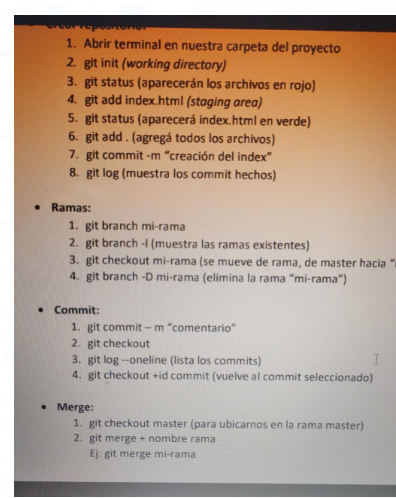 Crear repositorio:
1. Abrir terminal en nuestra carpeta del proyecto
2. git init (working directory)
3. git status (aparecerán los archivos en rojo)
4. git add index.html (staging area)
5. git status (aparecerá index.html en verde)
6. git add . (agregá todos los archivos)
7. git commit -m “creación del index”
8. git log (muestra los commit hechos)
• Ramas:
1. git branch mi-rama
2. git branch -l (muestra las ramas existentes)
3. git checkout mi-rama (se mueve de rama, de master hacia “
4. git branch -D mi-rama (elimina la rama “mi-rama”)
• Commit:
1. git commit – m “comentario”
2. git checkout
3. git log --oneline (lista los commits)
4. git checkout +id commit (vuelve al commit seleccionado)
• Merge:
1. git checkout master (para ubicarnos en la rama master)
2. git merge + nombre rama
Ej: git merge mi-rama